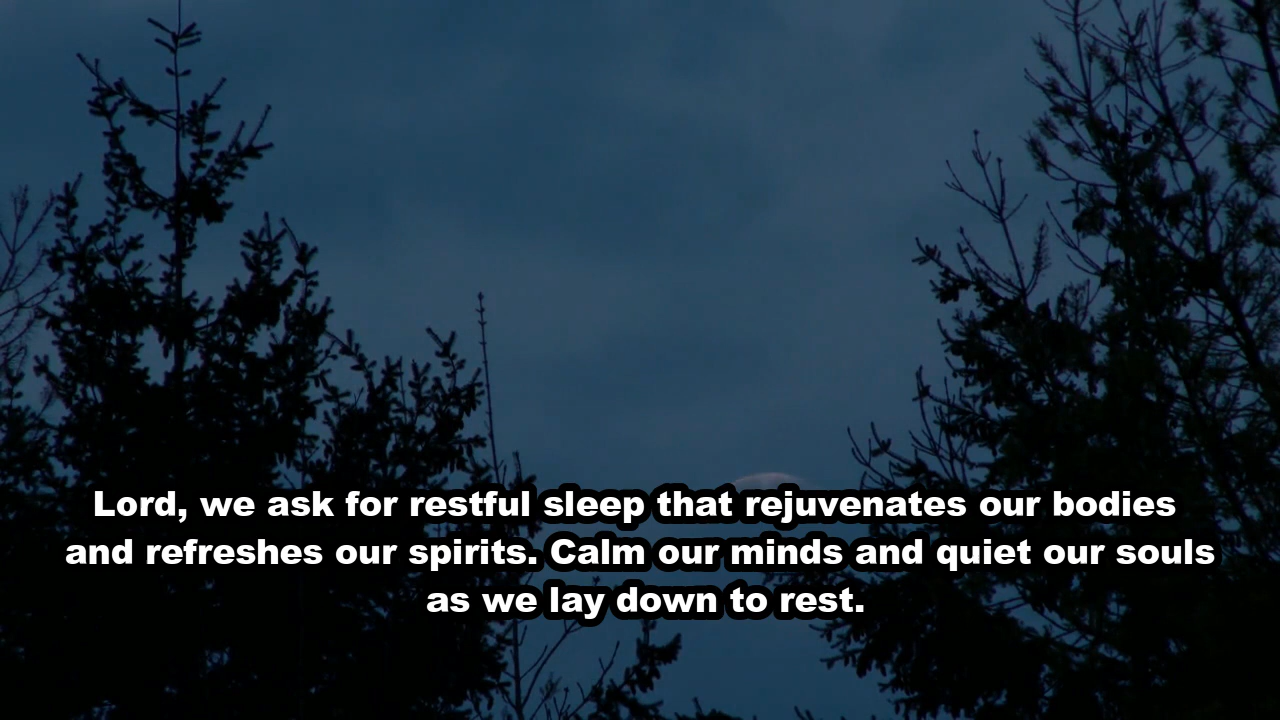 Lord, we ask for restful sleep that rejuvenates our bodies
and refreshes our spirits. Calm our minds and quiet our souls
as we lay down to rest.